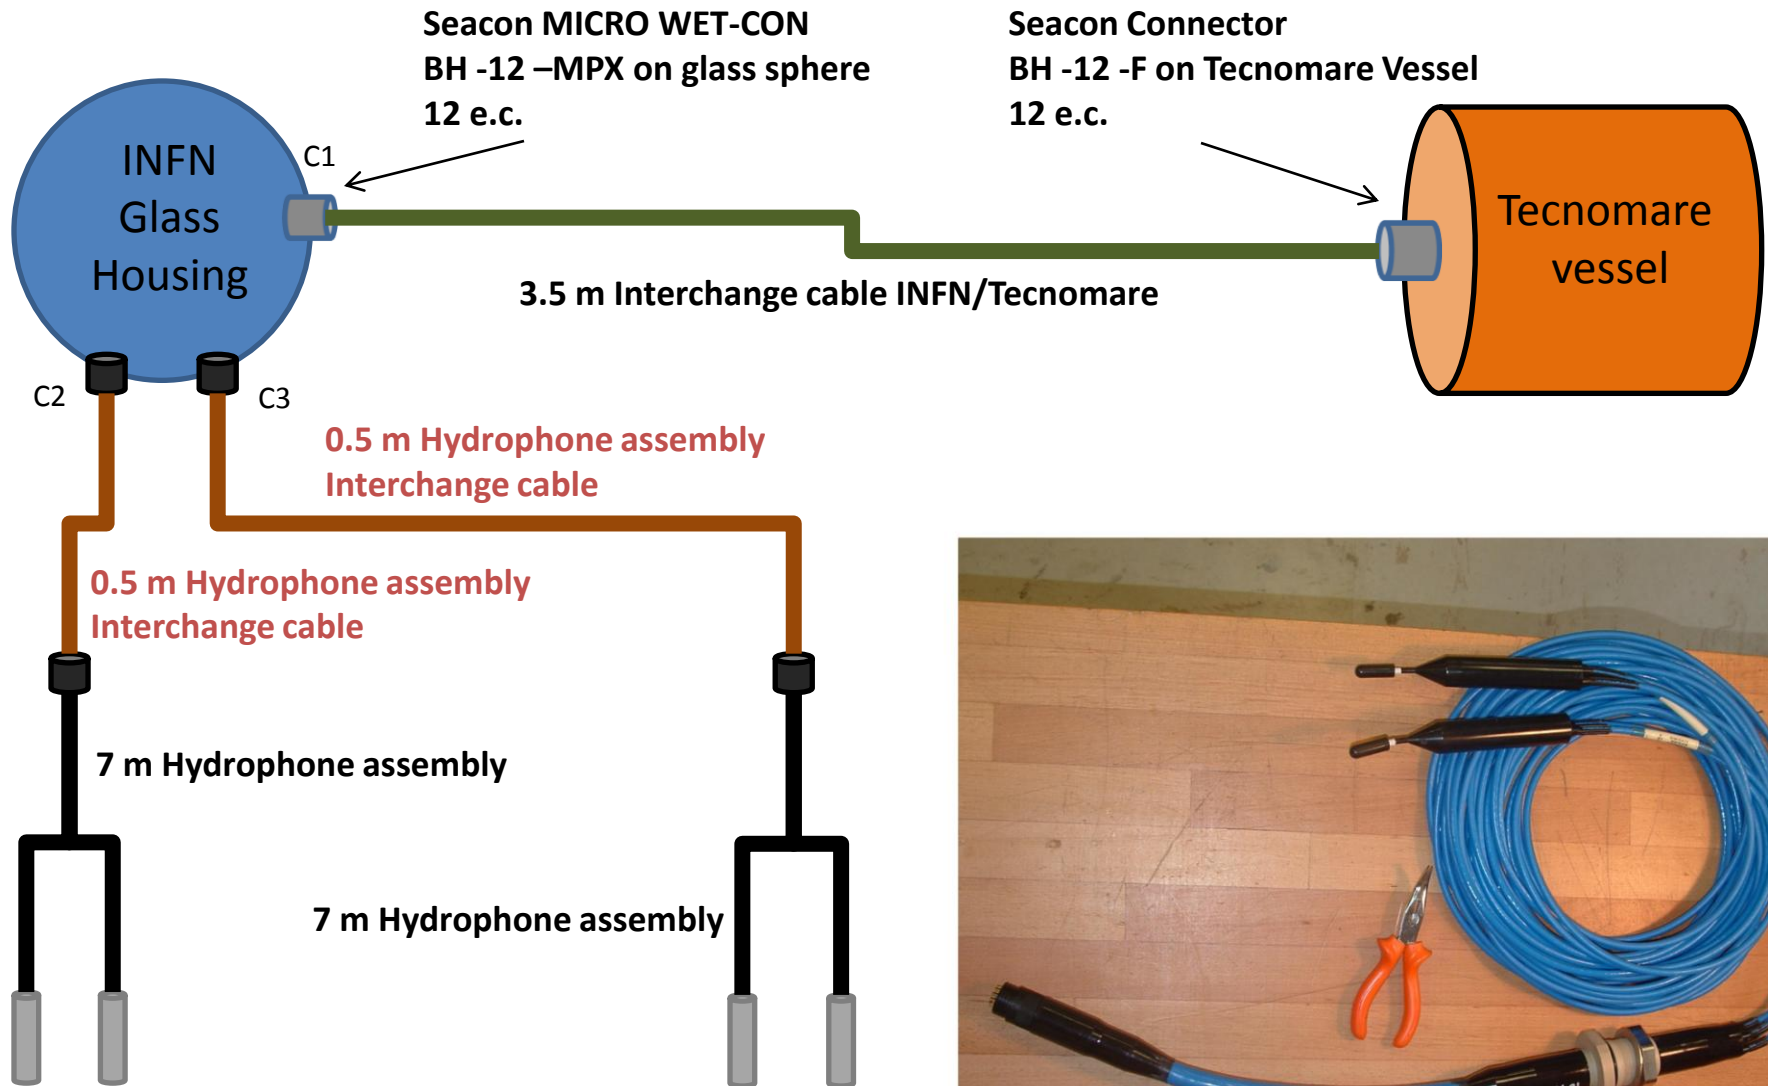 Seacon MICRO WET-CON
BH -12 –MPX on glass sphere
12 e.c.
Seacon Connector
BH -12 -F on Tecnomare Vessel
12 e.c.
INFN
Glass
Housing
C1
Tecnomare
vessel
3.5 m Interchange cable INFN/Tecnomare
C2
C3
0.5 m Hydrophone assembly
Interchange cable
0.5 m Hydrophone assembly
Interchange cable
7 m Hydrophone assembly
7 m Hydrophone assembly